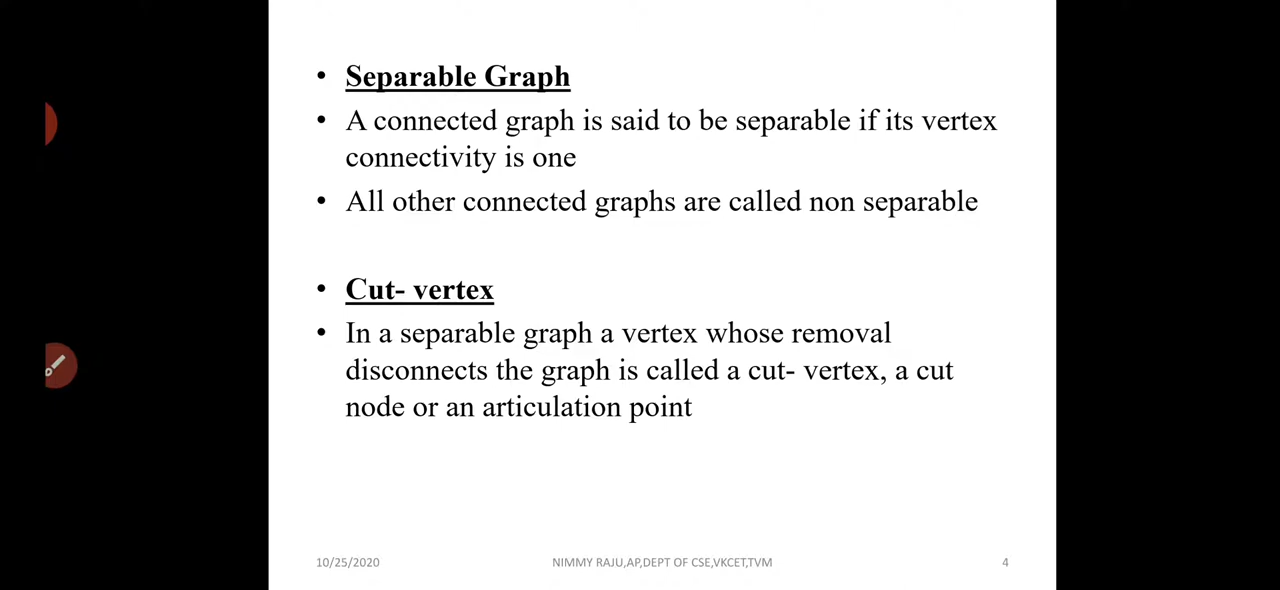 • Separable Graph
• A connected graph is said to be separable if its vertex
connectivity is one
• All other connected graphs are called non separable
• Cut- vertex
• In a separable graph a vertex whose removal
disconnects the graph is called a cut- vertex, a cut
node or an articulation point
10/25/2020 NIMMY RAJU,AP,DEPT OF CSE,VKCET,TVM 4